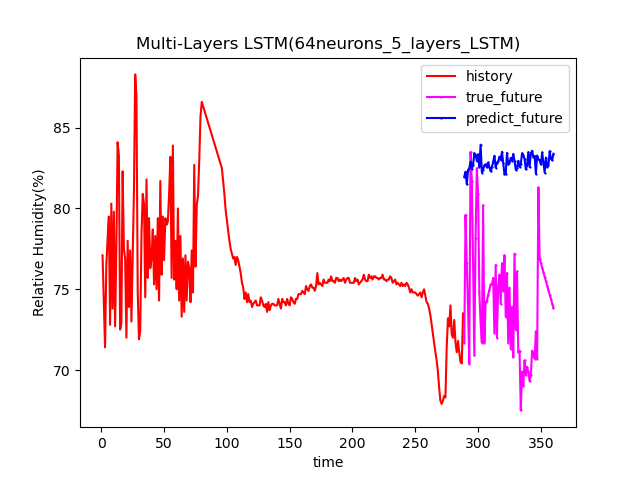 Multi-Layers LSTM(64neurons_5_layers_LSTM)
history
true_future
predict_future
Relative Humidity(%)
85
80
75
70
0 50 100 150 200 250 300 350
time